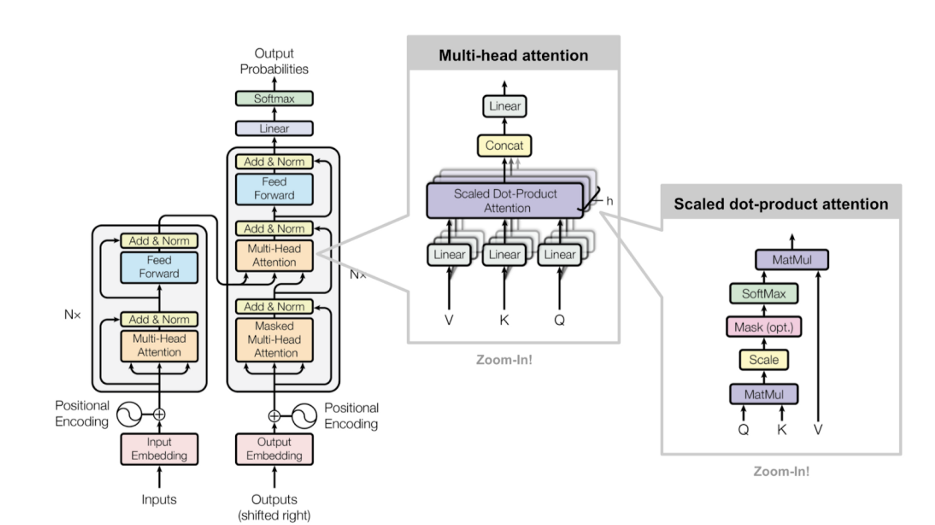 Output
Probabilities
Softmax
Linear
Add & Norm
Feed
Forward
Add & Norm
Multi-Head
Attention
Nx
Add & Norm
Masked
Multi-Head
Attention
Positional
Encoding
Output
Embedding
Outputs
(shifted right)
Add & Norm
Feed
Forward
Nx
Add & Norm
Multi-Head
Attention
Positional
Encoding
Input
Embedding
Inputs
Multi-head attention
Linear
Concat
Scaled Dot-Product
Attention
h
Linear
Linear
Linear
V
K
Q
Zoom-In!
Scaled dot-product attention
MatMul
SoftMax
Mask (opt.)
Scale
MatMul
Q
K
V
Zoom-In!